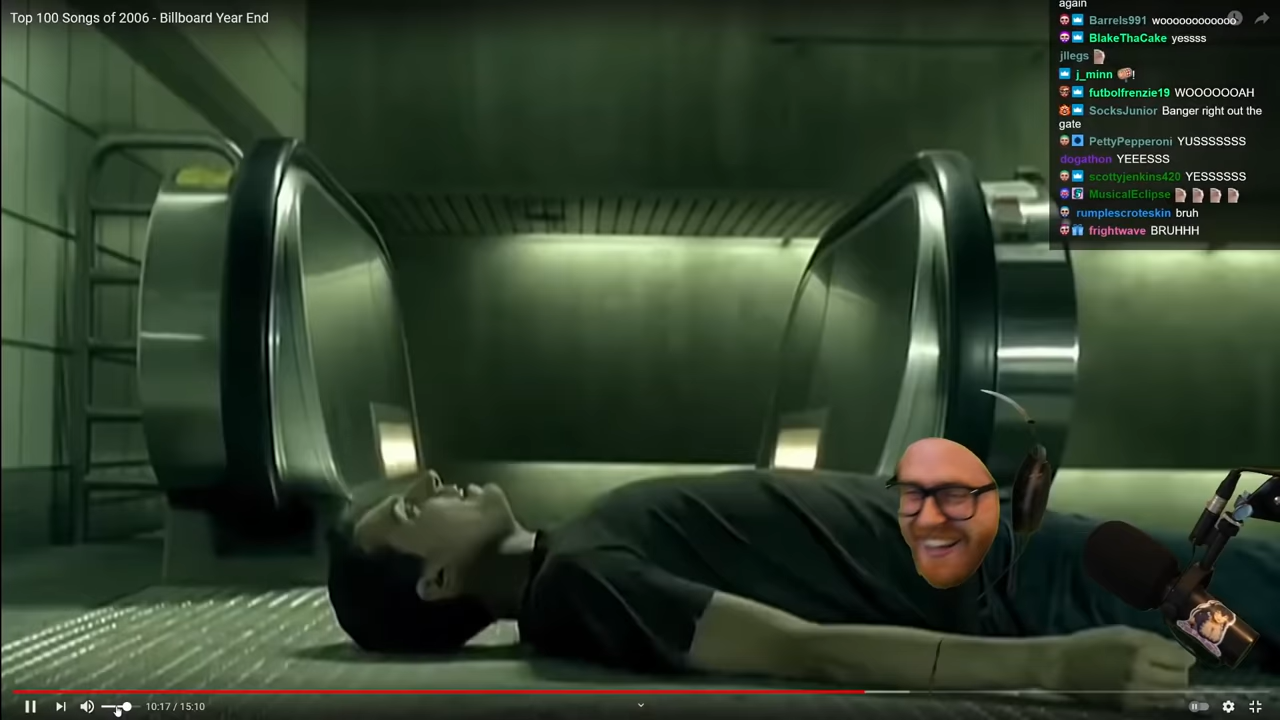 Top 100 Songs of 2006 - Billboard Year End
again
Barrels991 woooooooooooo
BlakeThaCake yessss
jllegs
j_minn !
futbolfrenzie19 WOOOOOOAH
SocksJunior Banger right out the
gate
PettyPepperoni YUSSSSSSS
dogathon YEEESSS
scottyjenkins420 YESSSSSS
MusicalEclipse
rumplescroteskin bruh
frightwave BRUHHH
10:17 / 15:10